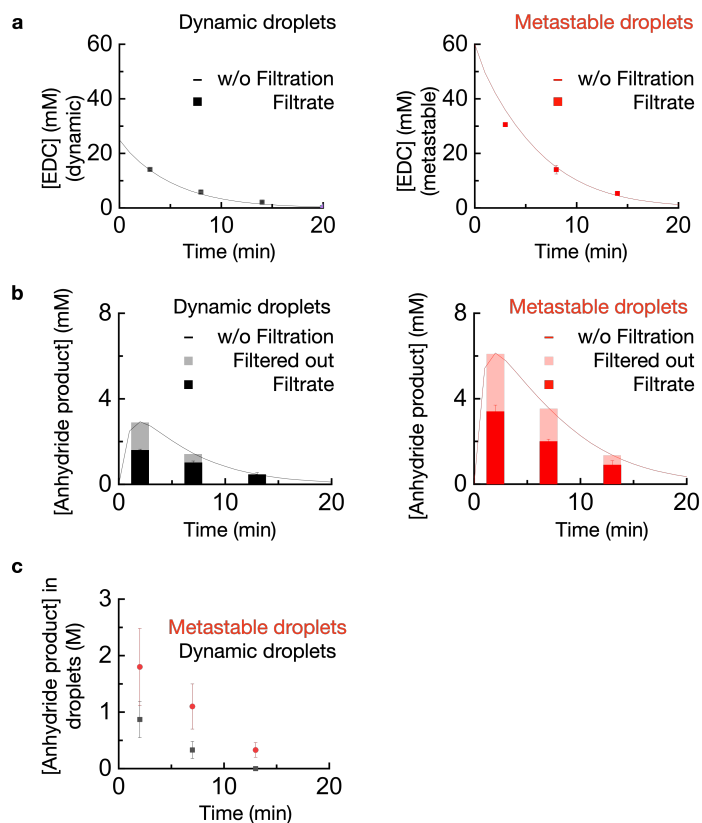 a
Dynamic droplets
60
40
20
0
[EDC] (mM)
(dynamic)
w/o Filtration
Filtrate
0
10
20
Time (min)
Metastable droplets
60
40
20
0
[EDC] (mM)
(metastable)
w/o Filtration
Filtrate
0
10
20
Time (min)
b
8
4
0
[Anhydride product] (mM)
Dynamic droplets
w/o Filtration
Filtered out
Filtrate
0
10
20
Time (min)
8
4
0
[Anhydride product] (mM)
Metastable droplets
w/o Filtration
Filtered out
Filtrate
0
10
20
Time (min)
c
3
2
1
0
[Anhydride product] in
droplets (M)
Metastable droplets
Dynamic droplets
0
10
20
Time (min)